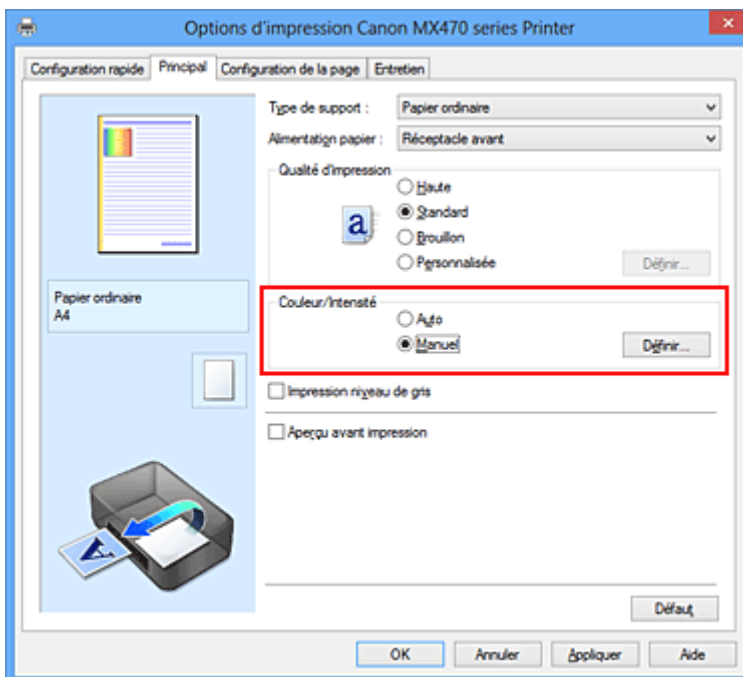 Options d'impression Canon MX470 series Printer
Configuration rapide Principal Configuration de la page Entretien
Type de support : Papier ordinaire
Alimentation papier : Réceptacle avant
Qualité d'impression
Haute
a Standard
Brouillon
Personnalisée Définir...
Papier ordinaire
A4
Couleur/Intensité
Auto
Manuel Définir...
Impression niveau de gris
Aperçu avant impression
A
Défaut
OK Annuler Appliquer Aide